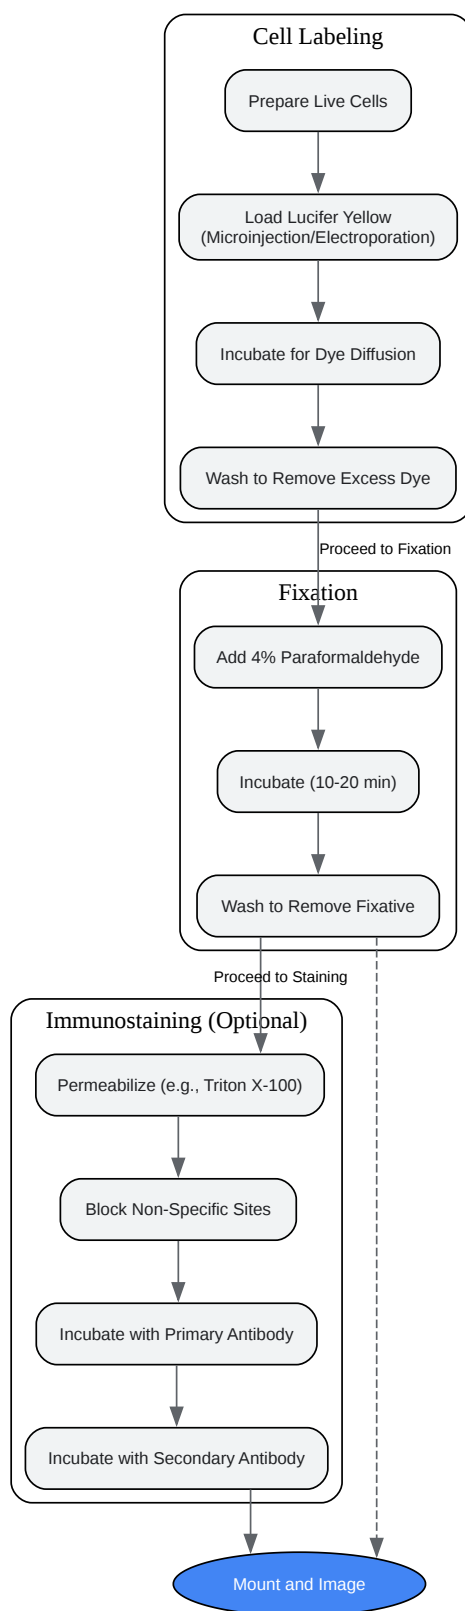 Cell Labeling
Prepare Live Cells
Load Lucifer Yellow
(Microinjection/Electroporation)
Incubate for Dye Diffusion
Wash to Remove Excess Dye
Proceed to Fixation
Fixation
Add 4% Paraformaldehyde
Incubate (10-20 min)
Wash to Remove Fixative
Proceed to Staining
Immunostaining (Optional)
Permeabilize (e.g., Triton X-100)
Block Non-Specific Sites
Incubate with Primary Antibody
Incubate with Secondary Antibody
Mount and Image